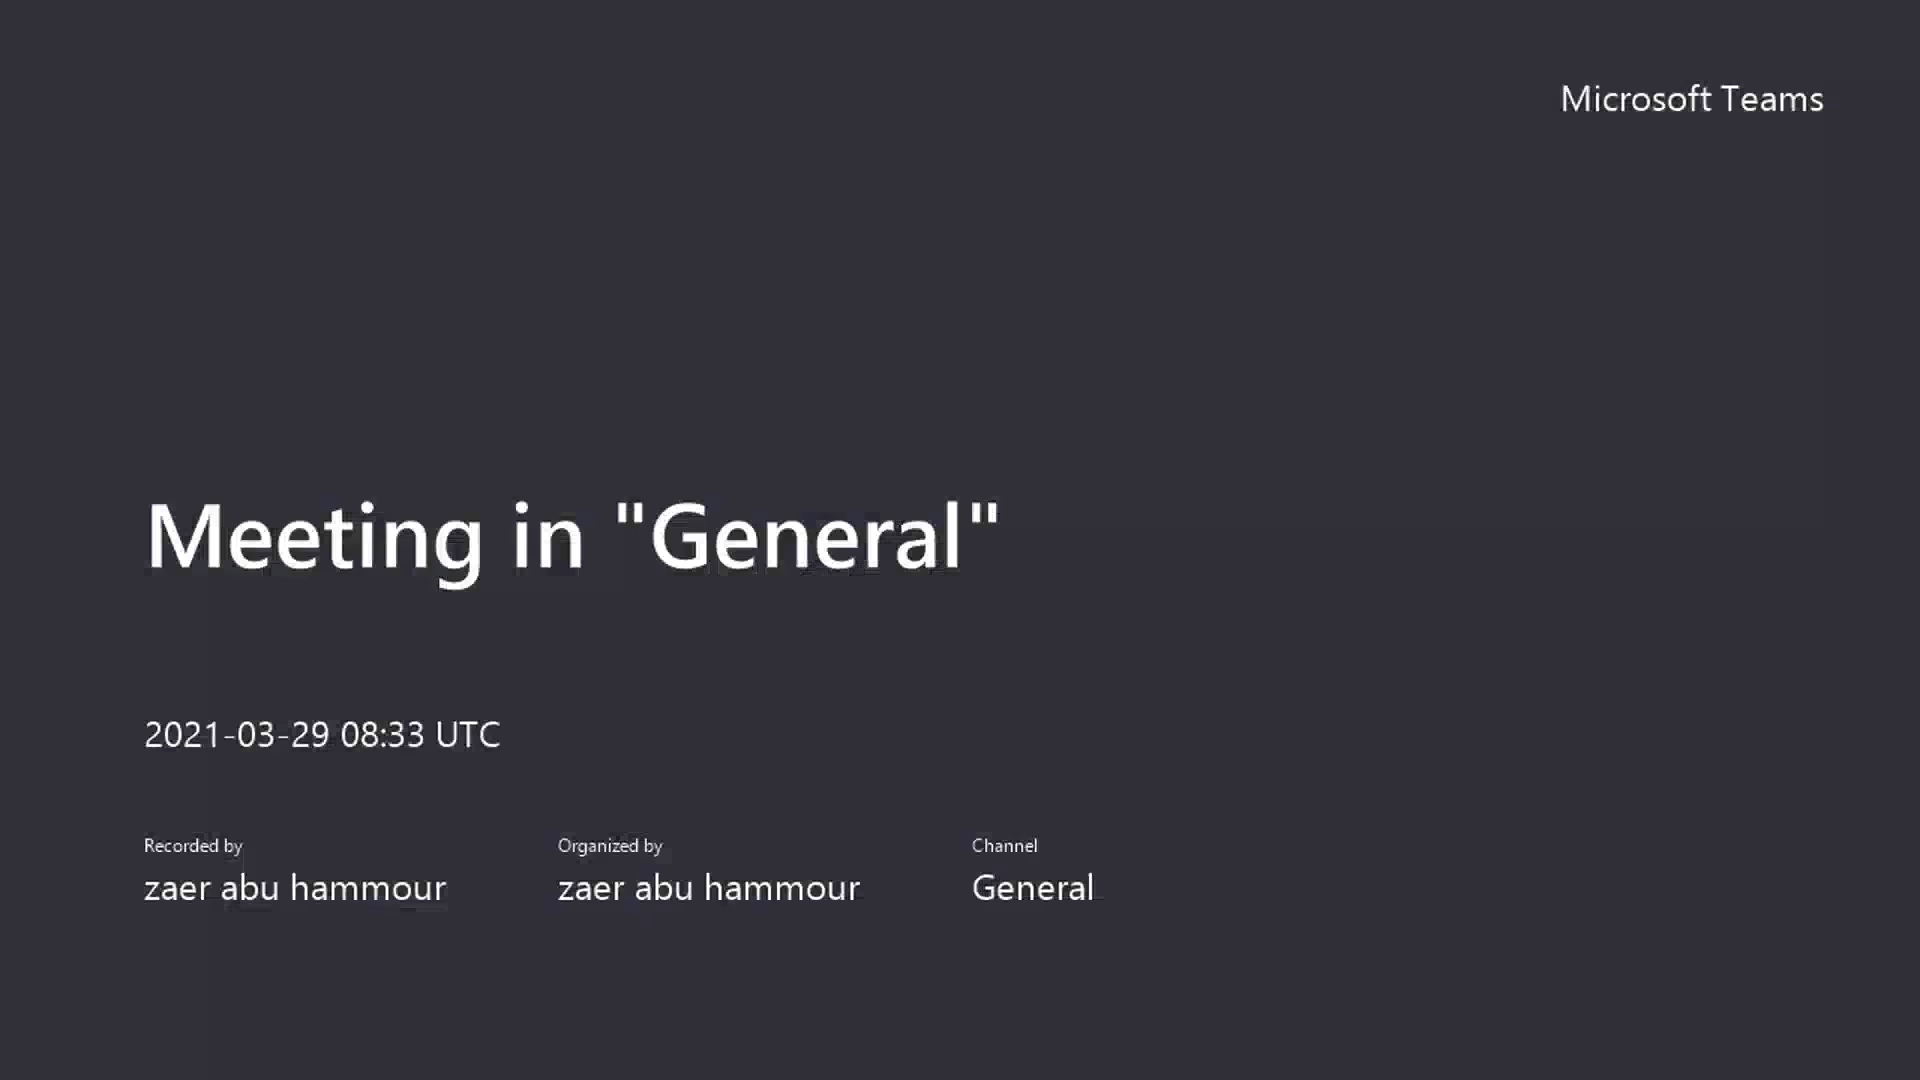 Microsoft Teams
Meeting in "General"
2021-03-29 08:33 UTC
Recorded by
zaer abu hammour
Organized by
zaer abu hammour
Channel
General